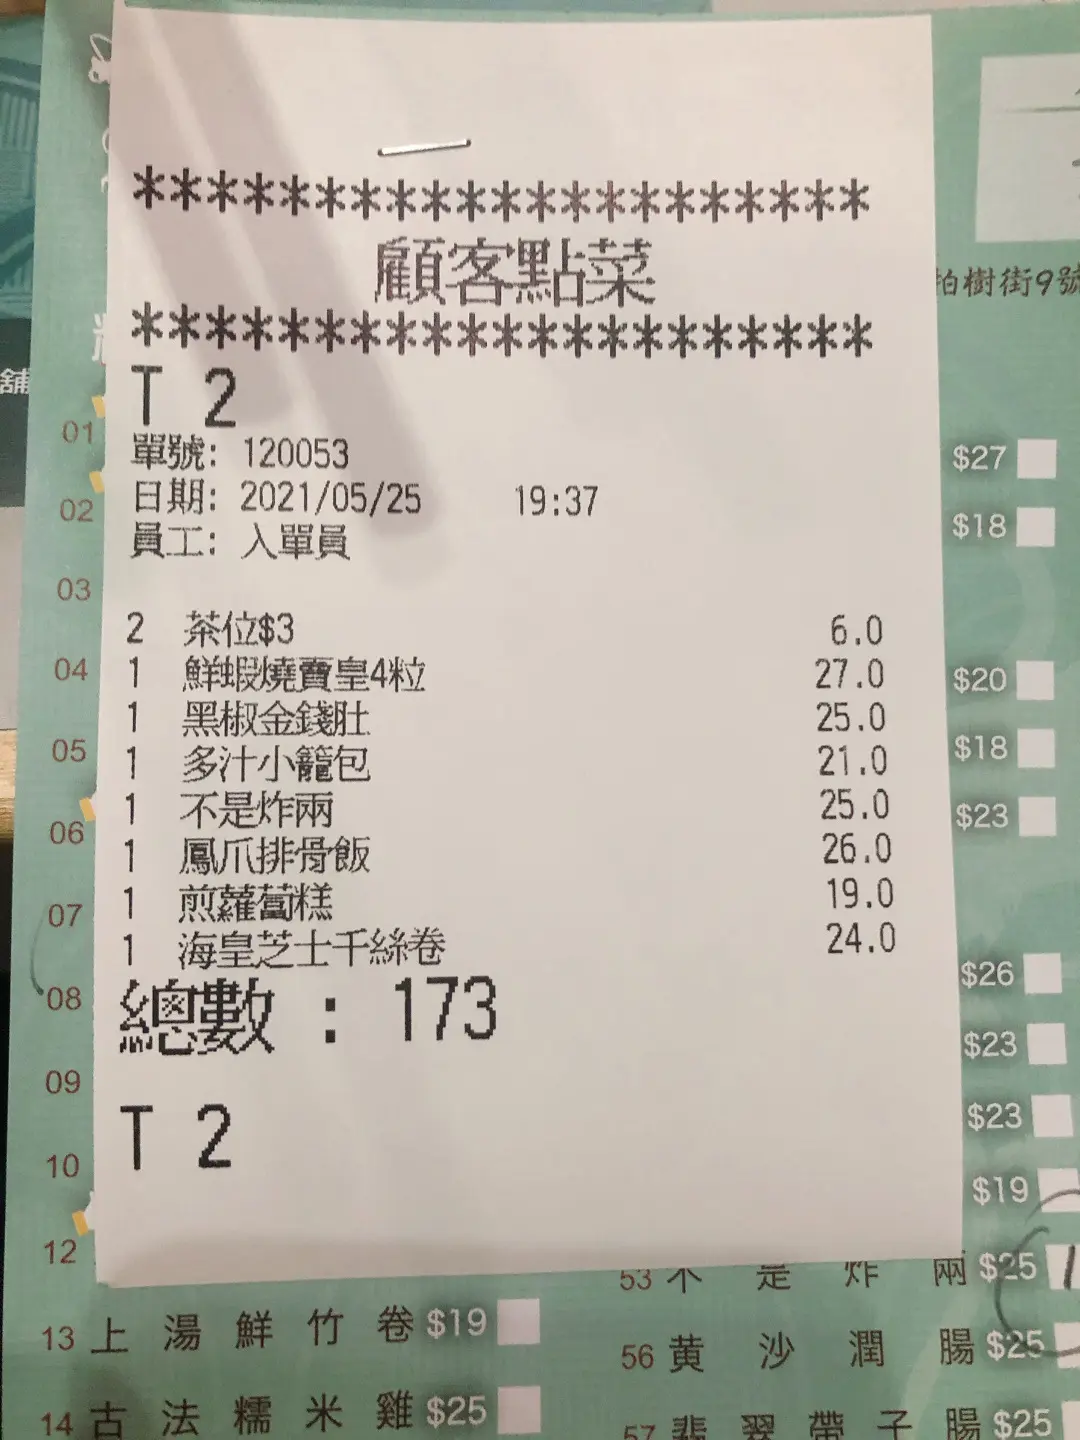 ********************* 
顧客點菜
*********************
T 2
單號: 120053
日期: 2021/05/25 19:37
員工: 入單員
2 茶位$3 6.0
1 鮮蝦燒賣皇4粒 27.0
1 黑椒金錢肚 25.0
1 多汁小籠包 21.0
1 不是炸兩 25.0
1 鳳爪排骨飯 26.0
1 煎蘿蔔糕 19.0
1 海皇芝士千絲卷 24.0
總數 : 173
T 2
柏樹街9號
舖
01
02
03
04
05
06
07
08
09
10
12
13 上湯鮮竹卷 $19
14 古法糯米雞 $25
$27
$18
$20
$18
$23
$26
$23
$23
$19
53 不是炸兩 $25
56 黄沙潤腸 $25
57 翡翠帶子腸 $25